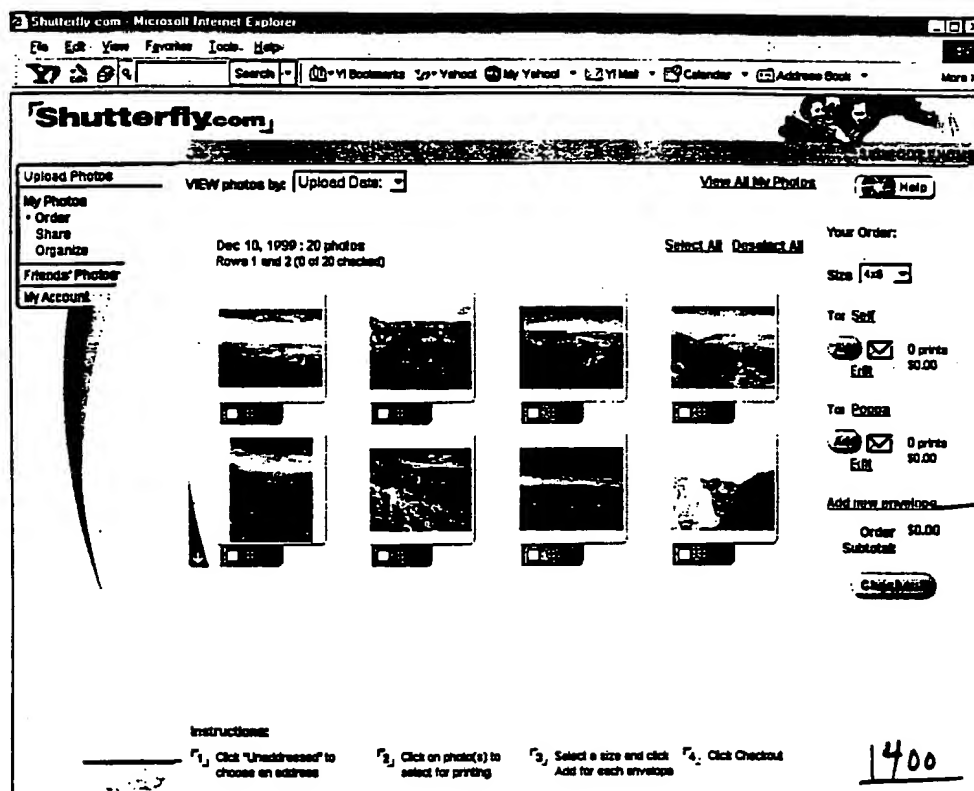 Shutterfly.com - Microsoft Internet Explorer
File Edit View Favorites Tools Help
Search My! Bookmarks Yahoo! My Yahoo! Y! Mail Calendar Address Book More
Shutterfly.com
Upload Photos
VIEW photos by: Upload Date: View All My Photos Help
My Photos
• Order
Share
Organize
Friends' Photos
My Account
Dec 10, 1999 : 20 photos
Rows 1 and 2 (0 of 20 checked)
Select All Deselect All
Your Order:
Size 4x6
To: Self
Add 0 prints
Edit $0.00
To: Poppa
Add 0 prints
Edit $0.00
Add new envelope
Order $0.00
Subtotal:
Checkout
Instructions:
1 Click "Unaddressed" to
choose an address
2 Click on photo(s) to
select for printing
3 Select a size and click
Add for each envelope
4. Click Checkout
1400